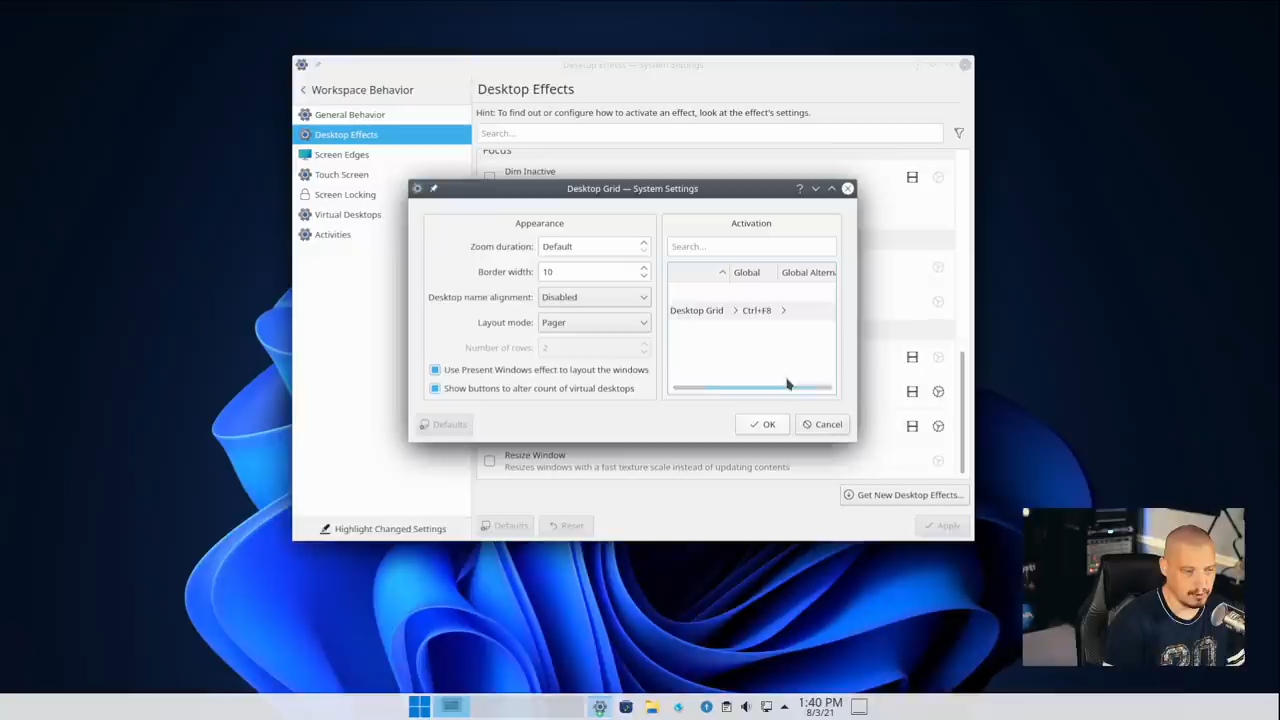 Desktop Effects — System Settings
Workspace Behavior
General Behavior
Desktop Effects
Screen Edges
Touch Screen
Screen Locking
Virtual Desktops
Activities
Highlight Changed Settings
Desktop Effects
Hint: To find out or configure how to activate an effect, look at the effect's settings.
Search...
Focus
Dim Inactive
Desktop Grid — System Settings
?
Appearance
Zoom duration: Default
Border width: 10
Desktop name alignment: Disabled
Layout mode: Pager
Number of rows: 2
Use Present Windows effect to layout the windows
Show buttons to alter count of virtual desktops
Activation
Search...
Global Global Altern
Desktop Grid Ctrl+F8
Defaults OK Cancel
Resize Window
Resizes windows with a fast texture scale instead of updating contents
Get New Desktop Effects...
Defaults Reset Apply
20
1:40 PM
8/3/21